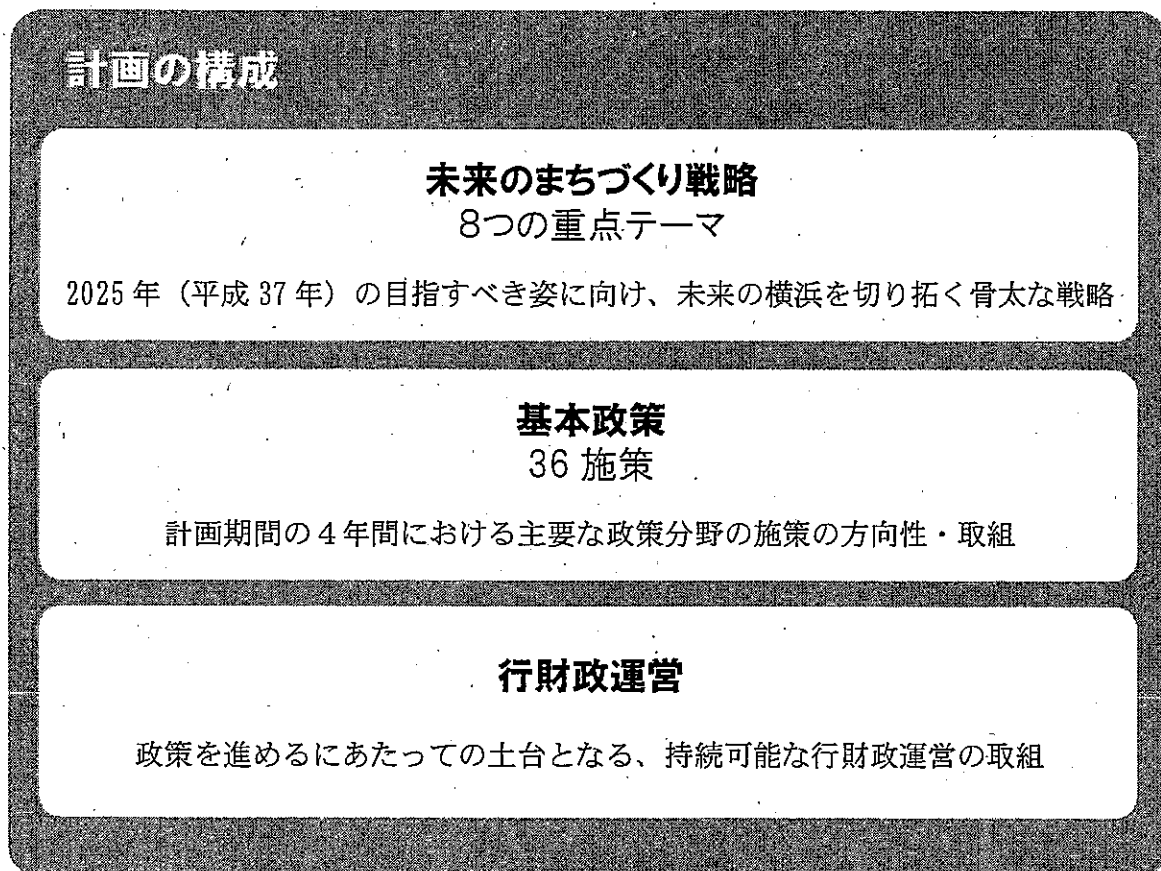 計画の構成
未来のまちづくり戦略
8つの重点テーマ
2025年（平成37年）の目指すべき姿に向け、未来の横浜を切り拓く骨太な戦略
基本政策
36施策
計画期間の４年間における主要な政策分野の施策の方向性・取組
行財政運営
政策を進めるにあたっての土台となる、持続可能な行財政運営の取組